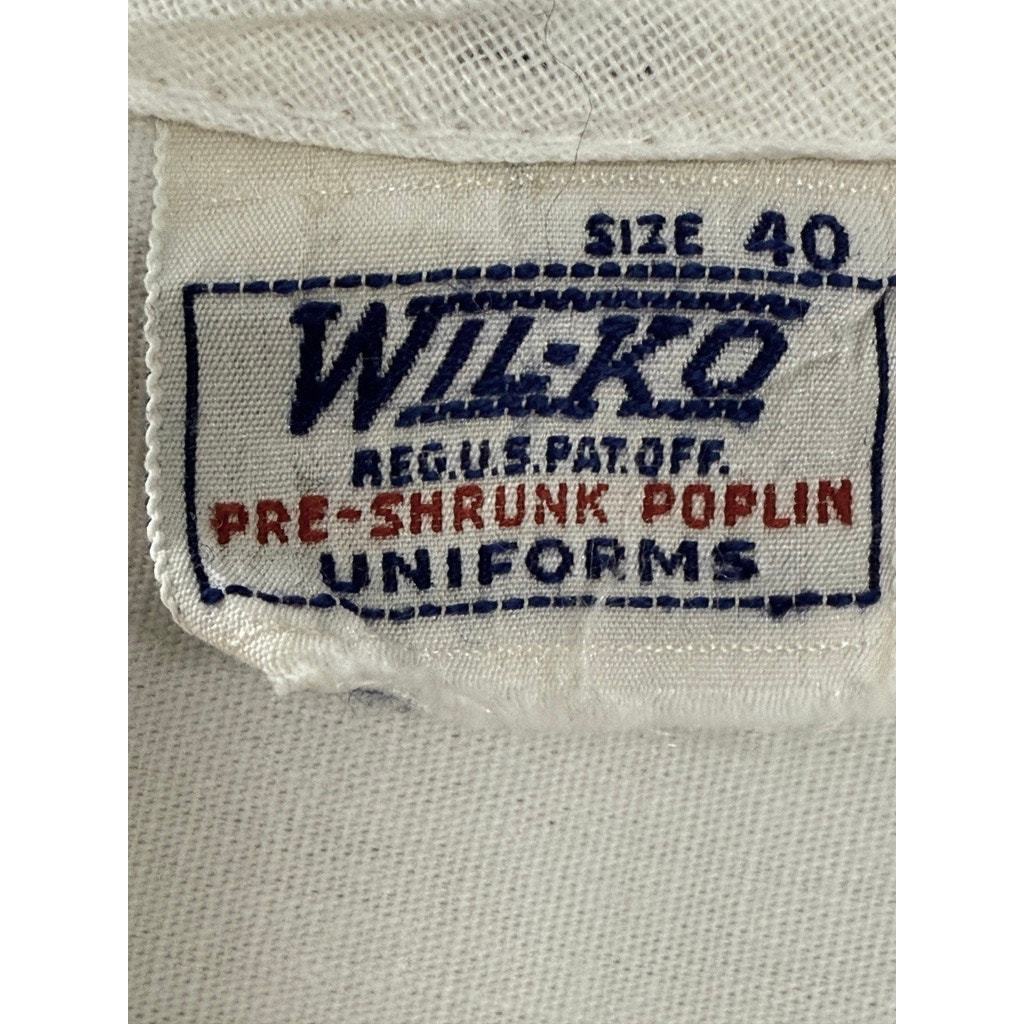 SIZE 40
WIL-KO
REG.U.S.PAT.OFF.
PRE-SHRUNK POPLIN
UNIFORMS